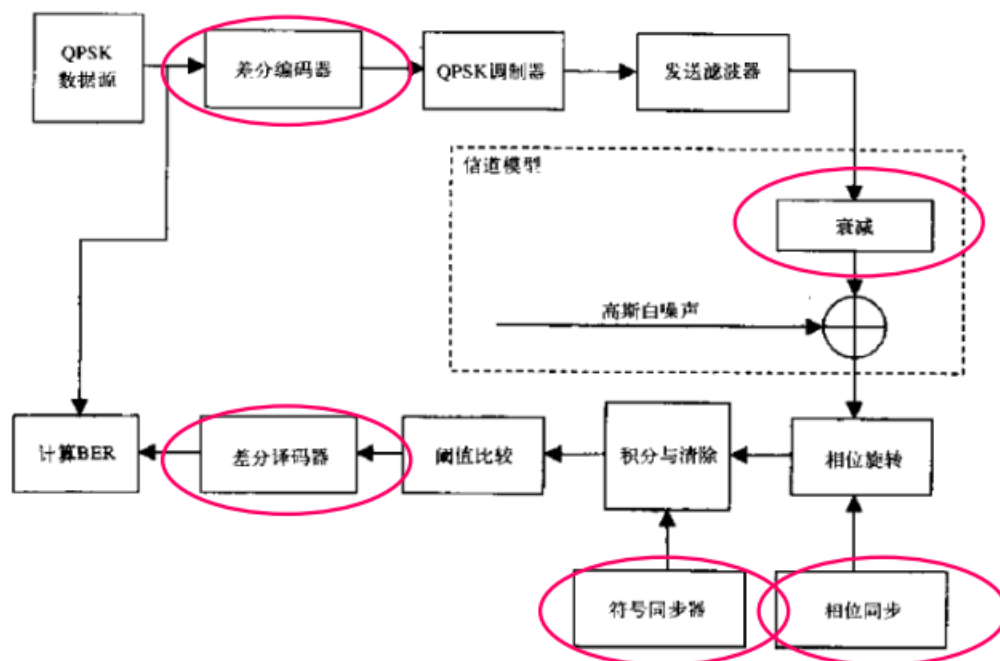 QPSK
数据源
差分编码器
QPSK调制器
发送滤波器
信道模型
衰减
高斯白噪声
计算BER
差分译码器
阈值比较
积分与清除
相位旋转
符号同步器
相位同步